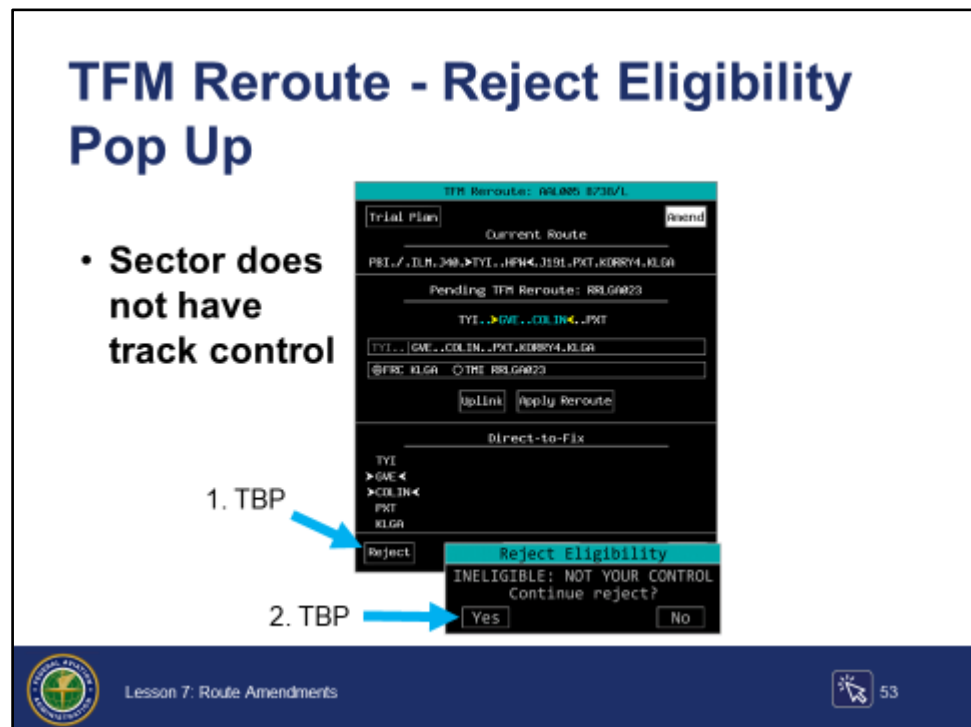 TFM Reroute - Reject Eligibility
Pop Up
• Sector does
not have
track control
TFM Reroute: AAL005 B738/L
Trial Plan
Amend
Current Route
PBI./.ILM.J40.➤TYI..HPW⮜.J191.PXT.KORRY4.KLGA
Pending TFM Reroute: RRLGA023
TYI..➤GVE..COLIN⮜..PXT
TYI..|GVE..COLIN..PXT.KORRY4.KLGA
FRC KLGA TMI RRLGA023
Uplink Apply Reroute
Direct-to-Fix
TYI
➤GVE⮜
➤COLIN⮜
PXT
KLGA
1. TBP
Reject
Reject Eligibility
INELIGIBLE: NOT YOUR CONTROL
Continue reject?
2. TBP
Yes No
FEDERAL AVIATION
ADMINISTRATION
Lesson 7: Route Amendments
53